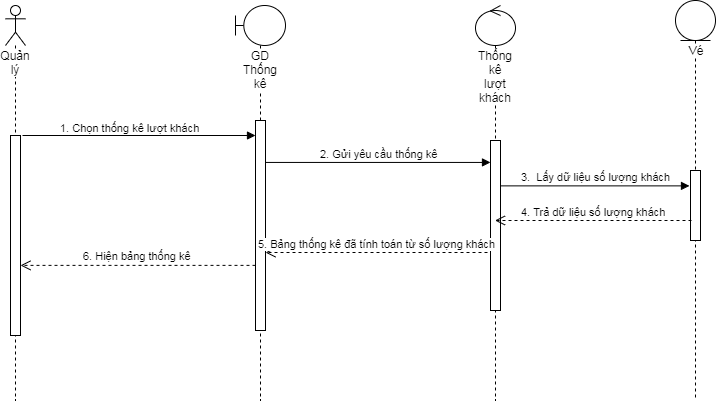 Quản
lý
GD
Thống
kê
Thống
kê
lượt
khách
Vé
1. Chọn thống kê lượt khách
2. Gửi yêu cầu thống kê
3. Lấy dữ liệu số lượng khách
4. Trả dữ liệu số lượng khách
5. Bảng thống kê đã tính toán từ số lượng khách
6. Hiện bảng thống kê